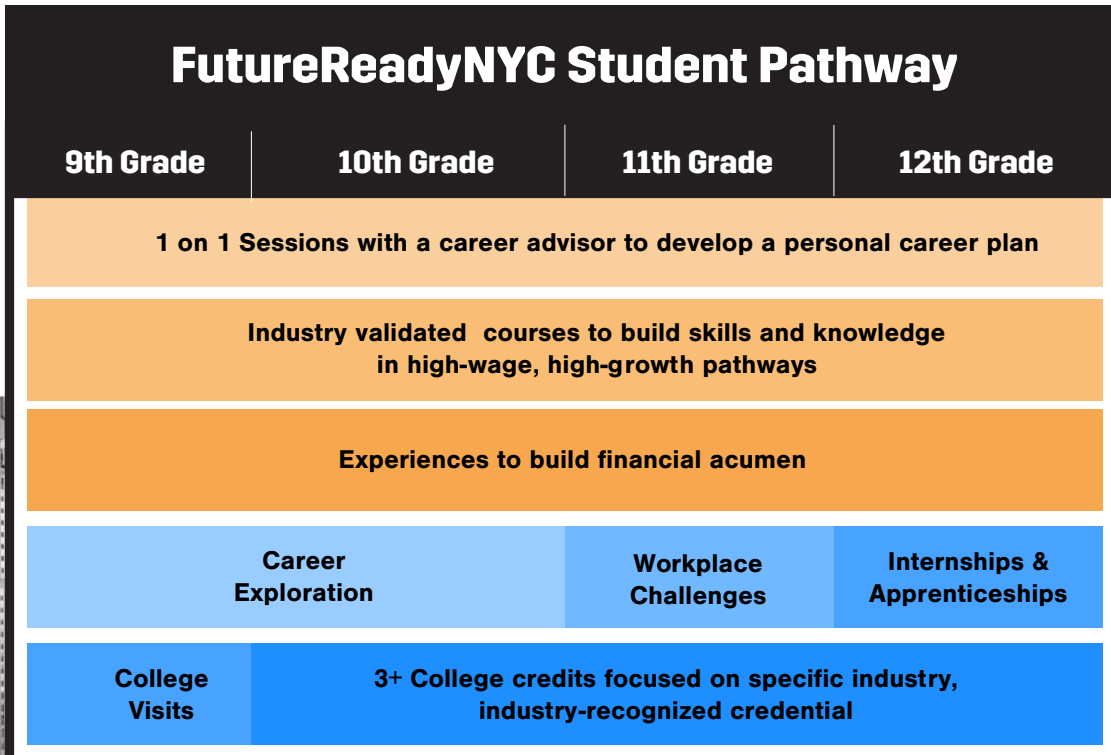 FutureReadyNYC Student Pathway
9th Grade
10th Grade
11th Grade
12th Grade
1 on 1 Sessions with a career advisor to develop a personal career plan
Industry validated courses to build skills and knowledge
in high-wage, high-growth pathways
Experiences to build financial acumen
Career
Exploration
Workplace
Challenges
Internships &
Apprenticeships
College
Visits
3+ College credits focused on specific industry,
industry-recognized credential